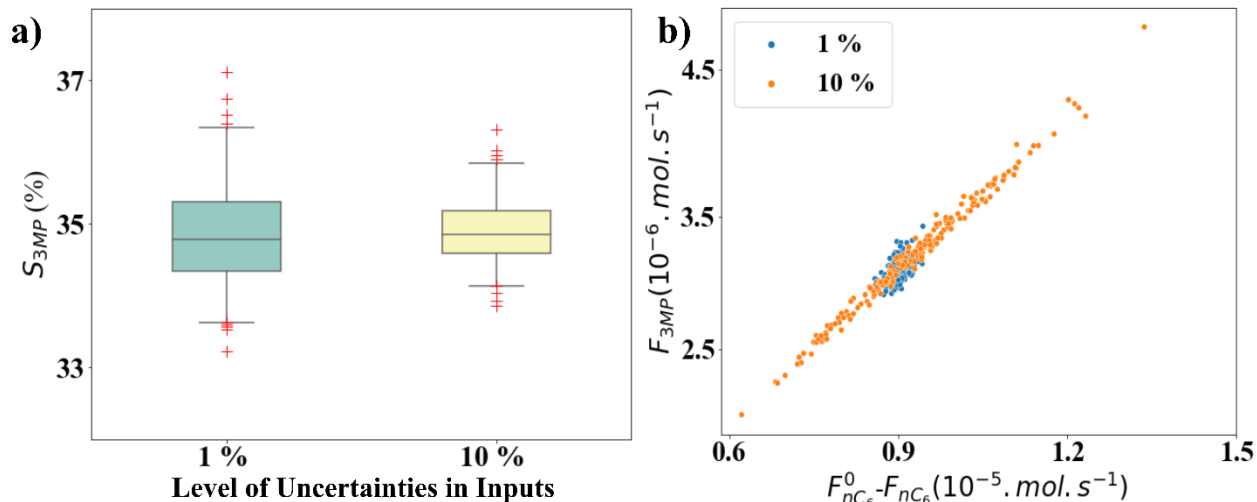 a)
37
35
33
S3MP (%)
1 %
10 %
Level of Uncertainties in Inputs
b)
1 %
10 %
4.5
3.5
2.5
F3MP(10⁻⁶.mol.s⁻¹)
0.6
0.9
1.2
1.5
F⁰nC₆-FnC₆(10⁻⁵.mol.s⁻¹)